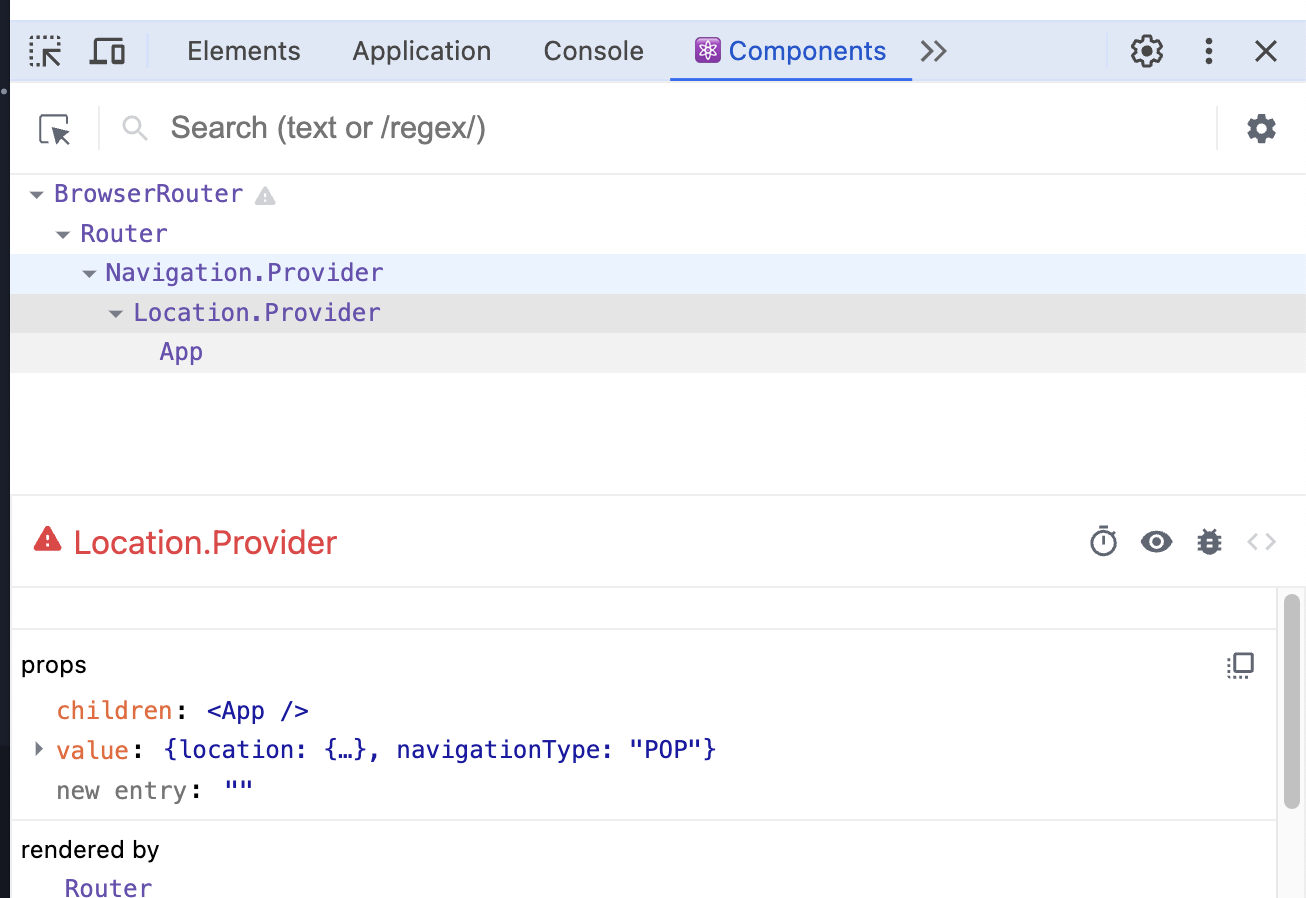 Elements Application Console Components
Search (text or /regex/)
BrowserRouter
Router
Navigation.Provider
Location.Provider
App
Location.Provider
props
children: <App />
value: {location: {…}, navigationType: "POP"}
new entry: ""
rendered by
Router